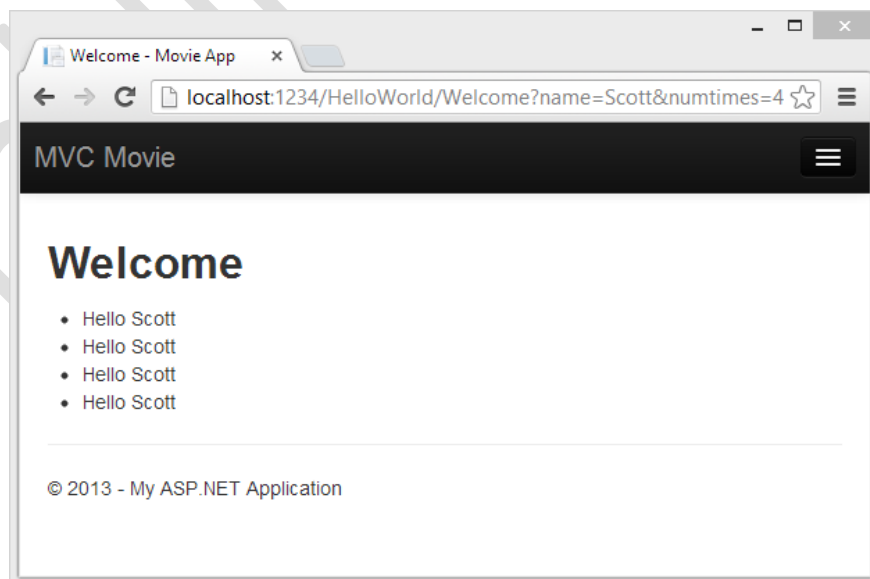 Welcome - Movie App
localhost:1234/HelloWorld/Welcome?name=Scott&numtimes=4
MVC Movie
Welcome
• Hello Scott
• Hello Scott
• Hello Scott
• Hello Scott
© 2013 - My ASP.NET Application